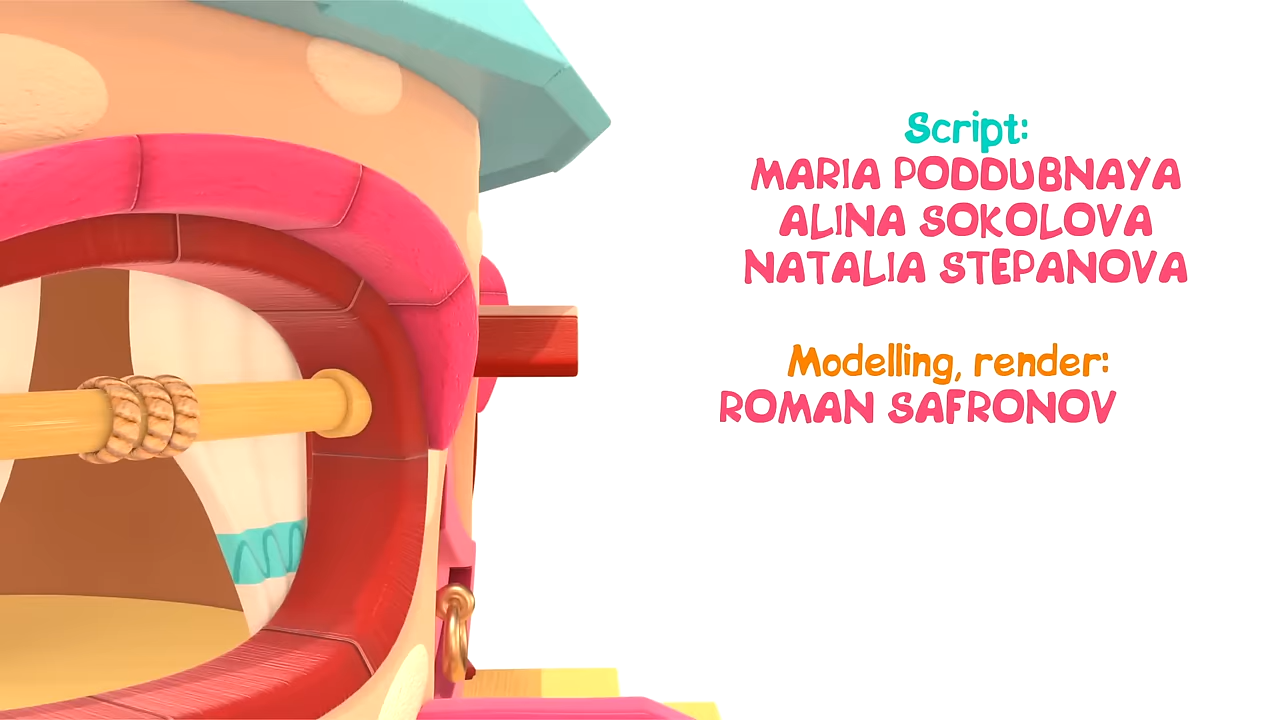 Script:
MARIA PODDUBNAYA
ALINA SOKOLOVA
NATALIA STEPANOVA
Modelling, render:
ROMAN SAFRONOV